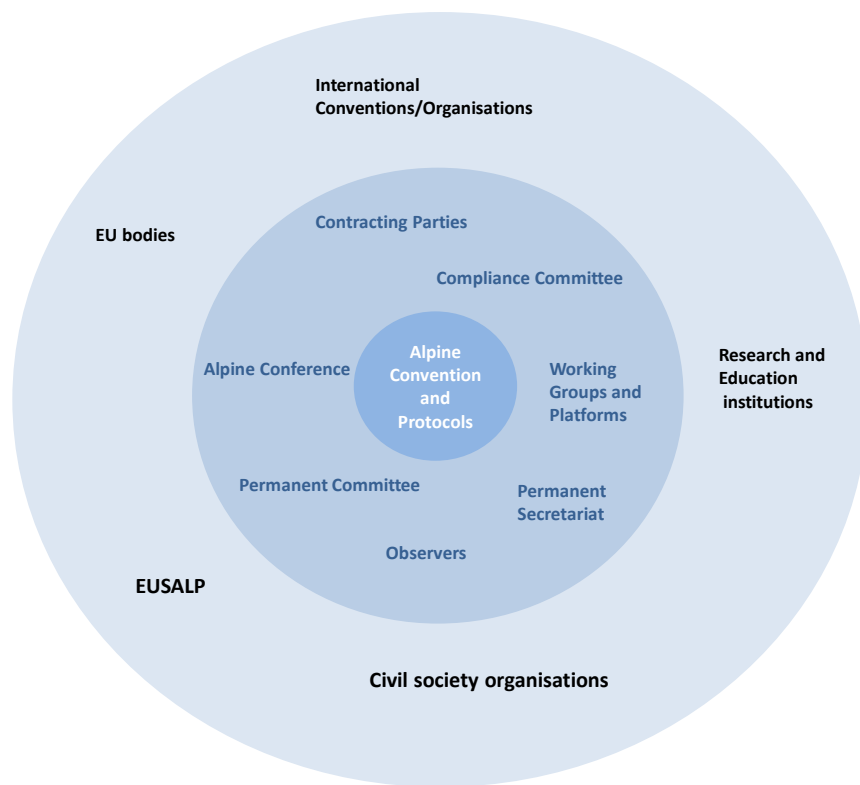 International
Conventions/Organisations
Contracting Parties
EU bodies
Compliance Committee
Alpine
Convention
and
Protocols
Alpine Conference
Working
Groups and
Platforms
Research and
Education
institutions
Permanent Committee
Permanent
Secretariat
Observers
EUSALP
Civil society organisations